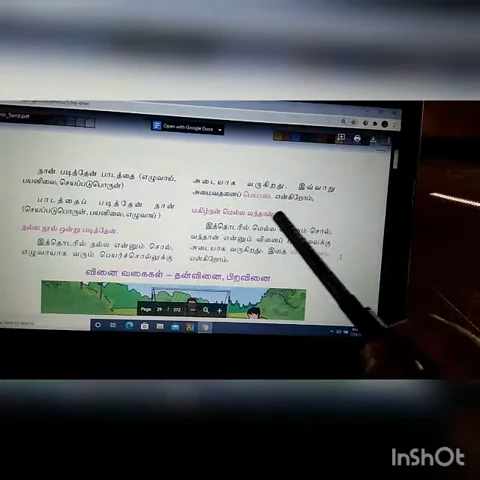 Open with Google Docs
நான் படித்தேன் பாடத்தை (எழுவாய்,
பயனிலை, செயப்படுபொருள்)
பாடத்தைப் படித்தேன் நான்
(செயப்படுபொருள், பயனிலை, எழுவாய்)
நல்ல நூல் ஒன்று படித்தேன்.
இத்தொடரில் நல்ல என்னும் சொல்,
எழுவாயாக வரும் பெயர்ச்சொல்லுக்கு
அடையாக வருகிறது. இவ்வாறு
அமைவதனைப் பெயரடை என்கிறோம்.
மகிழ்நன் மெல்ல வந்தான்
இத்தொடரில் மெல்ல சொல்,
வந்தான் என்னும் வினைப்
அடையாக வருகிறது. இதை
என்கிறோம்.
வினை வகைகள் – தன்வினை, பிறவினை
Page 29 / 272
InShOt